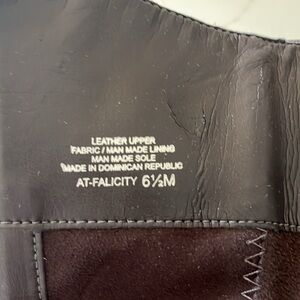 LEATHER UPPER
FABRIC / MAN MADE LINING
MAN MADE SOLE
MADE IN DOMINICAN REPUBLIC
AT-FALICITY 6½M